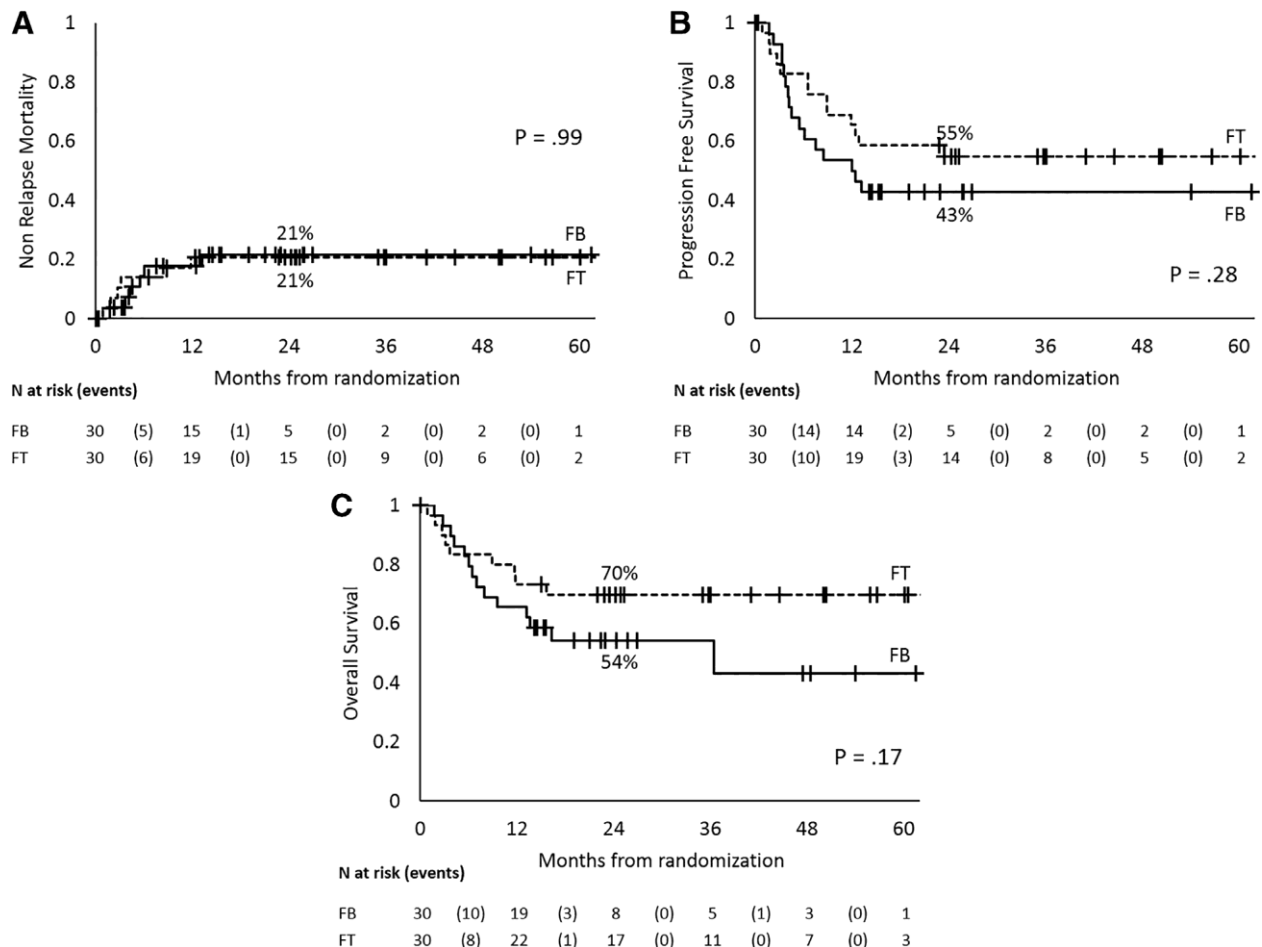 A
Non Relapse Mortality
1
0.8
0.6
0.4
0.2
0
P = .99
21%
21%
FB
FT
0 12 24 36 48 60
Months from randomization
N at risk (events)
FB 30 (5) 15 (1) 5 (0) 2 (0) 2 (0) 1
FT 30 (6) 19 (0) 15 (0) 9 (0) 6 (0) 2
B
Progression Free Survival
1
0.8
0.6
0.4
0.2
0
55%
FT
43%
FB
P = .28
0 12 24 36 48 60
Months from randomization
N at risk (events)
FB 30 (14) 14 (2) 5 (0) 2 (0) 2 (0) 1
FT 30 (10) 19 (3) 14 (0) 8 (0) 5 (0) 2
C
Overall Survival
1
0.8
0.6
0.4
0.2
0
70%
FT
54%
FB
P = .17
0 12 24 36 48 60
Months from randomization
N at risk (events)
FB 30 (10) 19 (3) 8 (0) 5 (1) 3 (0) 1
FT 30 (8) 22 (1) 17 (0) 11 (0) 7 (0) 3